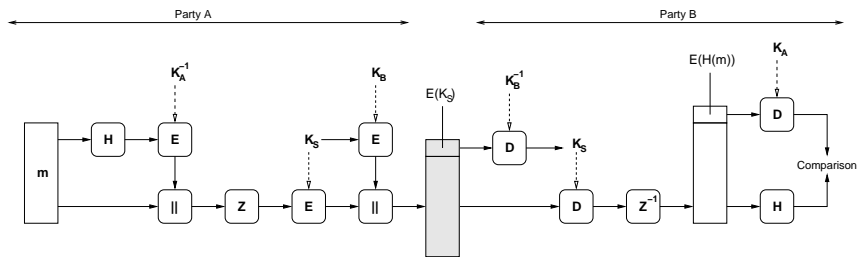 Party A
Party B
K_A^{-1}
K_B
E(K_S)
K_B^{-1}
E(H(m))
K_A
m
H
E
K_S
E
D
K_S
D
Comparison
||
Z
E
||
D
Z^{-1}
H